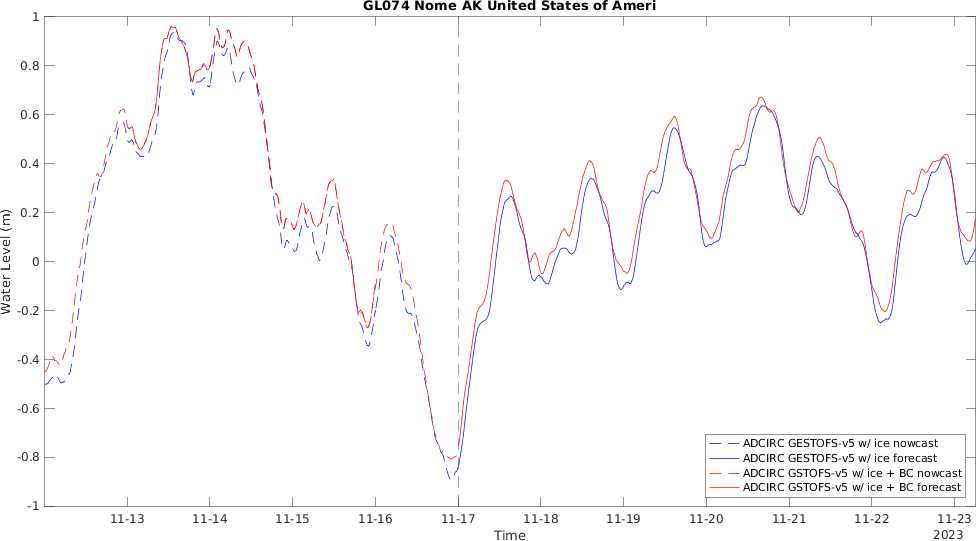 GL074 Nome AK United States of Ameri
1
0.8
0.6
0.4
0.2
0
-0.2
-0.4
-0.6
-0.8
-1
Water Level (m)
ADCIRC GESTOFS-v5 w/ ice nowcast
ADCIRC GESTOFS-v5 w/ ice forecast
ADCIRC GSTOFS-v5 w/ ice + BC nowcast
ADCIRC GSTOFS-v5 w/ ice + BC forecast
11-13 11-14 11-15 11-16 11-17 11-18 11-19 11-20 11-21 11-22 11-23
2023
Time